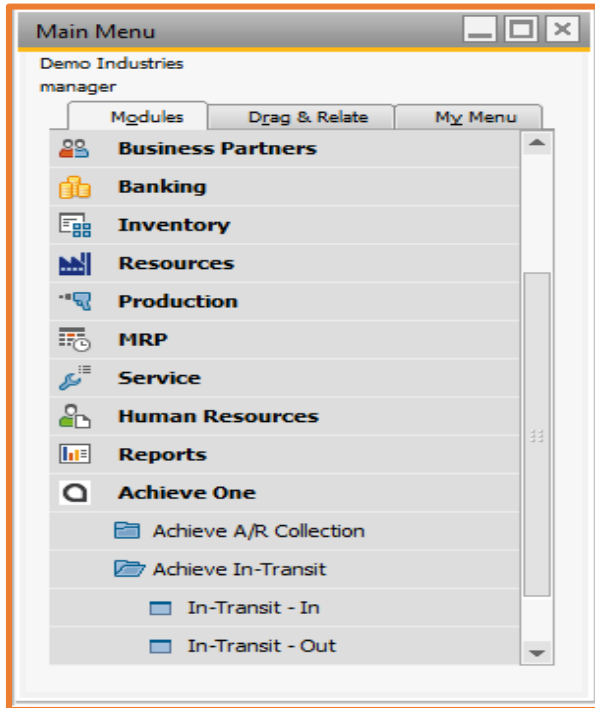 Main Menu
Demo Industries
manager
Modules Drag & Relate My Menu
Business Partners
Banking
Inventory
Resources
Production
MRP
Service
Human Resources
Reports
Achieve One
Achieve A/R Collection
Achieve In-Transit
In-Transit - In
In-Transit - Out